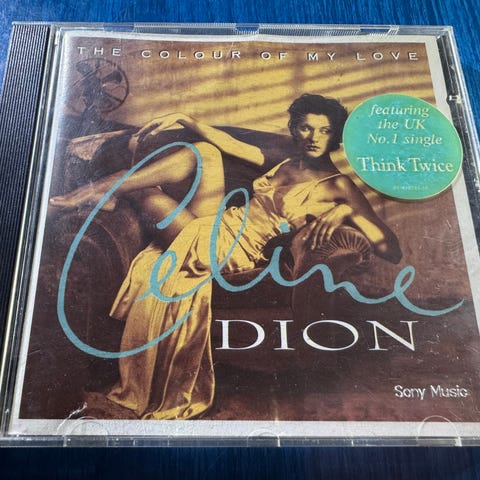 THE COLOUR OF MY LOVE
featuring
the UK
No.1 single
Think Twice
Celine
DION
Sony Music